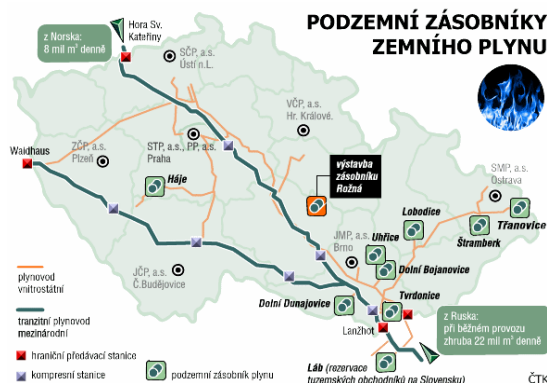 PODZEMNÍ ZÁSOBNÍKY
ZEMNÍHO PLYNU
Hora Sv.
Kateřiny
z Norska:
8 mil m³ denně
SČP, a.s.
Ústí n.L.
VČP, a.s.
Hr. Králové.
ZČP, a.s.
Plzeň
STP, a.s., PP, a.s.
Praha
Waidhaus
Háje
výstavba
zásobníku
Rožná
SMP, a.s.
Ostrava
Lobodice
Třanovice
Štramberk
JMP, a.s.
Brno
Uhřice
Dolní Bojanovice
JČP, a.s.
Č.Budějovice
Dolní Dunajovice
Tvrdonice
Lanžhot
z Ruska:
při běžném provozu
zhruba 22 mil m³ denně
plynovod
vnitrostátní
tranzitní plynovod
mezinárodní
hraniční předávací stanice
kompresní stanice
podzemní zásobník plynu
Láb (rezervace
tuzemských obchodníků na Slovensku)
ČTK